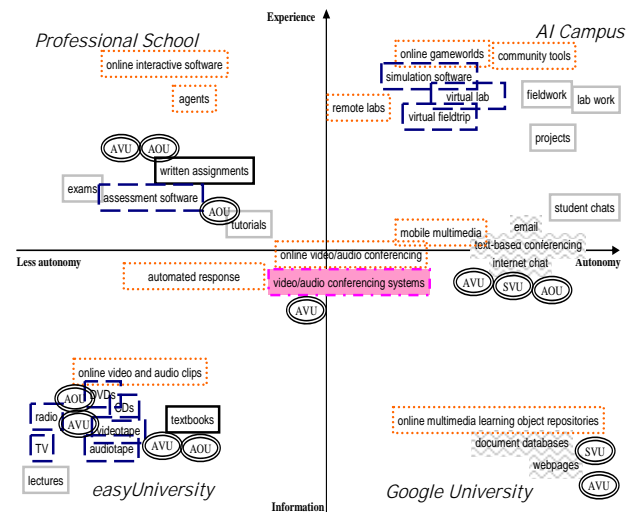 Experience
Professional School
AI Campus
online interactive software
online gameworlds
community tools
simulation software
agents
virtual lab
fieldwork
lab work
remote labs
virtual fieldtrip
projects
AVU
AOU
written assignments
exams
assessment software
AOU
tutorials
student chats
email
mobile multimedia
text-based conferencing
online video/audio conferencing
Less autonomy
internet chat
Autonomy
automated response
video/audio conferencing systems
AVU
SVU
AOU
AVU
online video and audio clips
DVDs
AOU
CDs
radio
AVU
videotape
textbooks
online multimedia learning object repositories
TV
audiotape
AVU
AOU
document databases
SVU
webpages
lectures
AVU
easyUniversity
Google University
Information